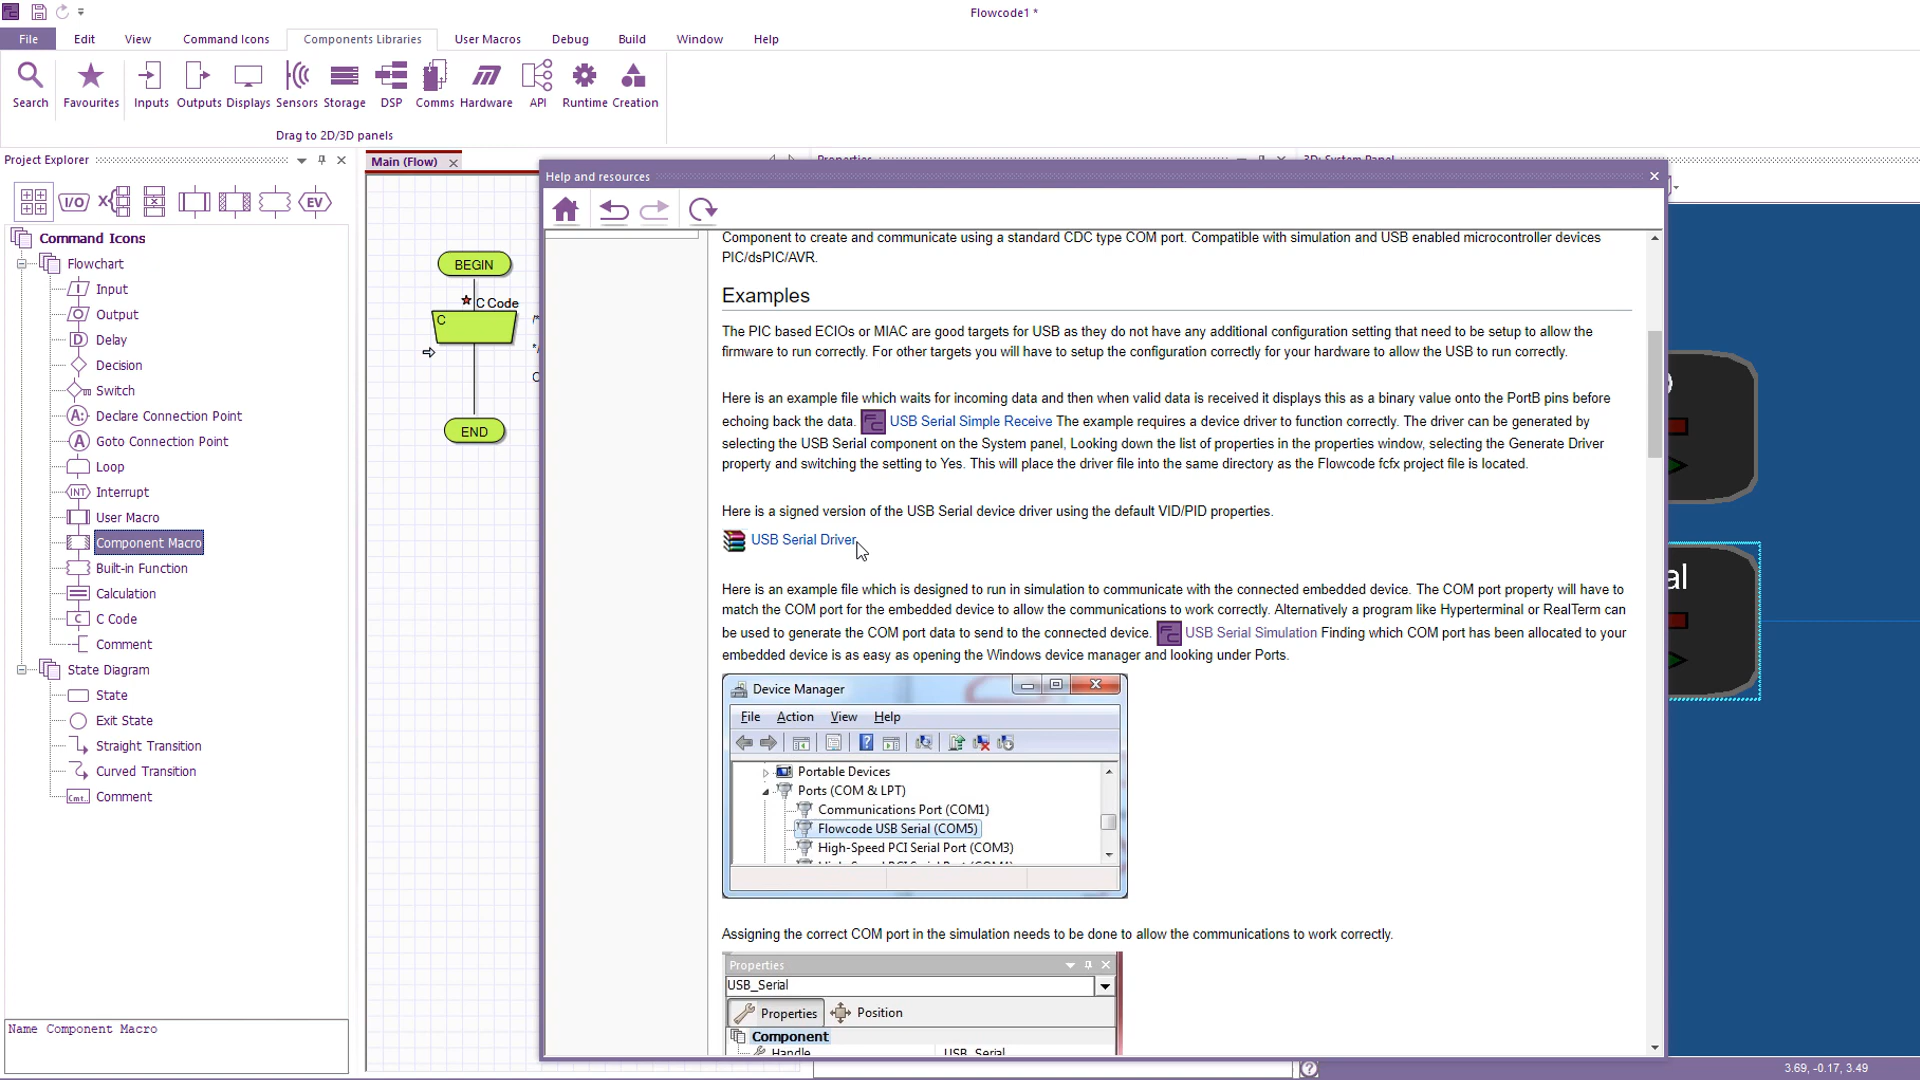 Flowcode1 *
File Edit View Command Icons Components Libraries User Macros Debug Build Window Help
Search Favourites Inputs Outputs Displays Sensors Storage DSP Comms Hardware API Runtime Creation
Drag to 2D/3D panels
Project Explorer
Main (Flow)
I/O
EV
Command Icons
Flowchart
Input
Output
Delay
Decision
Switch
Declare Connection Point
Goto Connection Point
Loop
Interrupt
User Macro
Component Macro
Built-in Function
Calculation
C Code
Comment
State Diagram
State
Exit State
Straight Transition
Curved Transition
Comment
Name Component Macro
BEGIN
C Code
C
END
Help and resources
Component to create and communicate using a standard CDC type COM port. Compatible with simulation and USB enabled microcontroller devices
PIC/dsPIC/AVR.
Examples
The PIC based ECIOs or MIAC are good targets for USB as they do not have any additional configuration setting that need to be setup to allow the
firmware to run correctly. For other targets you will have to setup the configuration correctly for your hardware to allow the USB to run correctly.
Here is an example file which waits for incoming data and then when valid data is received it displays this as a binary value onto the PortB pins before
echoing back the data. USB Serial Simple Receive The example requires a device driver to function correctly. The driver can be generated by
selecting the USB Serial component on the System panel, Looking down the list of properties in the properties window, selecting the Generate Driver
property and switching the setting to Yes. This will place the driver file into the same directory as the Flowcode fcfx project file is located.
Here is a signed version of the USB Serial device driver using the default VID/PID properties.
USB Serial Driver
Here is an example file which is designed to run in simulation to communicate with the connected embedded device. The COM port property will have to
match the COM port for the embedded device to allow the communications to work correctly. Alternatively a program like Hyperterminal or RealTerm can
be used to generate the COM port data to send to the connected device. USB Serial Simulation Finding which COM port has been allocated to your
embedded device is as easy as opening the Windows device manager and looking under Ports.
Device Manager
File Action View Help
Portable Devices
Ports (COM & LPT)
Communications Port (COM1)
Flowcode USB Serial (COM5)
High-Speed PCI Serial Port (COM3)
Assigning the correct COM port in the simulation needs to be done to allow the communications to work correctly.
Properties
USB_Serial
Properties Position
Component
Handle USB_Serial
3.69, -0.17, 3.49